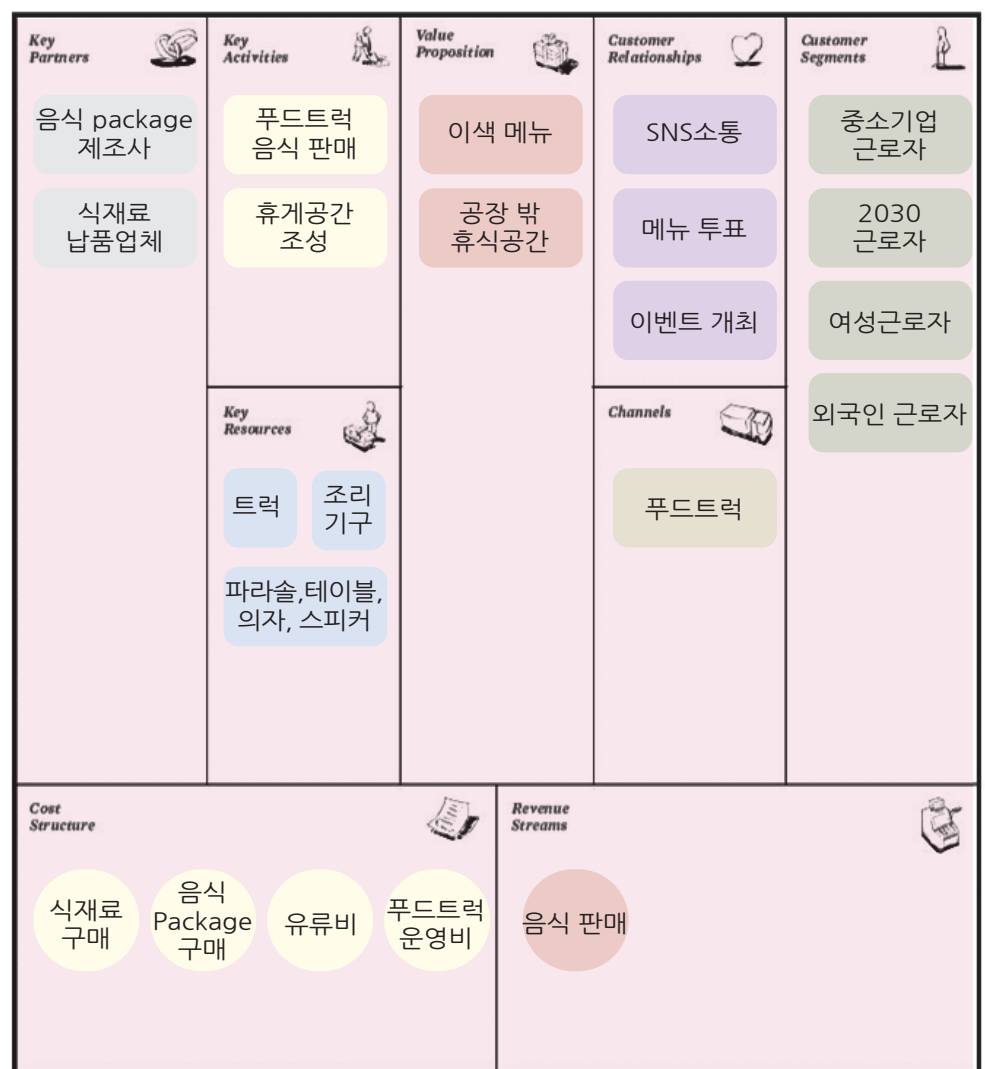 Key
Partners
음식 package
제조사
식재료
납품업체
Key
Activities
푸드트럭
음식 판매
휴게공간
조성
Key
Resources
트럭
조리
기구
파라솔,테이블,
의자, 스피커
Value
Proposition
이색 메뉴
공장 밖
휴식공간
Customer
Relationships
SNS소통
메뉴 투표
이벤트 개최
Channels
푸드트럭
Customer
Segments
중소기업
근로자
2030
근로자
여성근로자
외국인 근로자
Cost
Structure
식재료
구매
음식
Package
구매
유류비
푸드트럭
운영비
Revenue
Streams
음식 판매